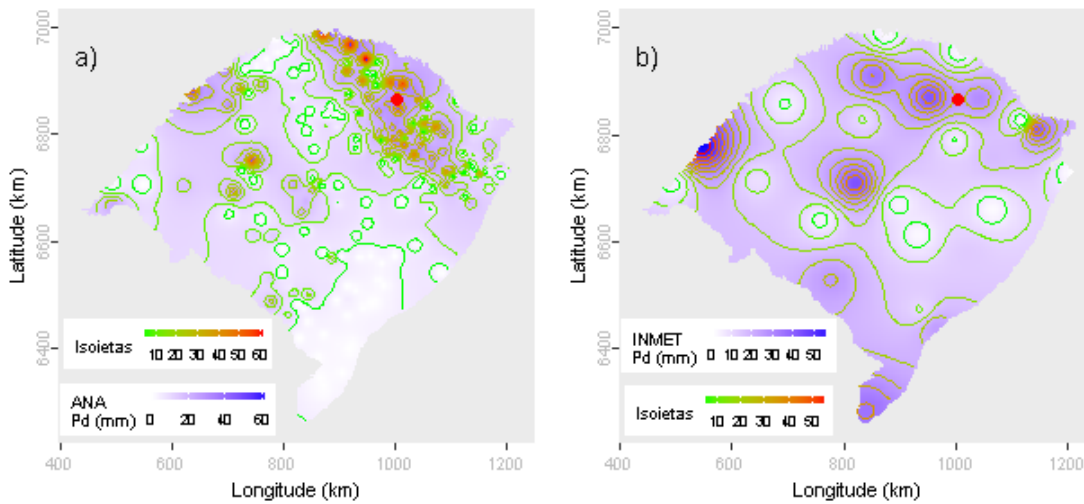 a)
7000
6800
6600
6400
Latitude (km)
Isoietas
10 20 30 40 50 60
ANA
Pd (mm)
0 20 40 60
400 600 800 1000 1200
Longitude (km)
b)
7000
6800
6600
6400
Latitude (km)
INMET
Pd (mm)
0 10 20 30 40 50
Isoietas
10 20 30 40 50
400 600 800 1000 1200
Longitude (km)